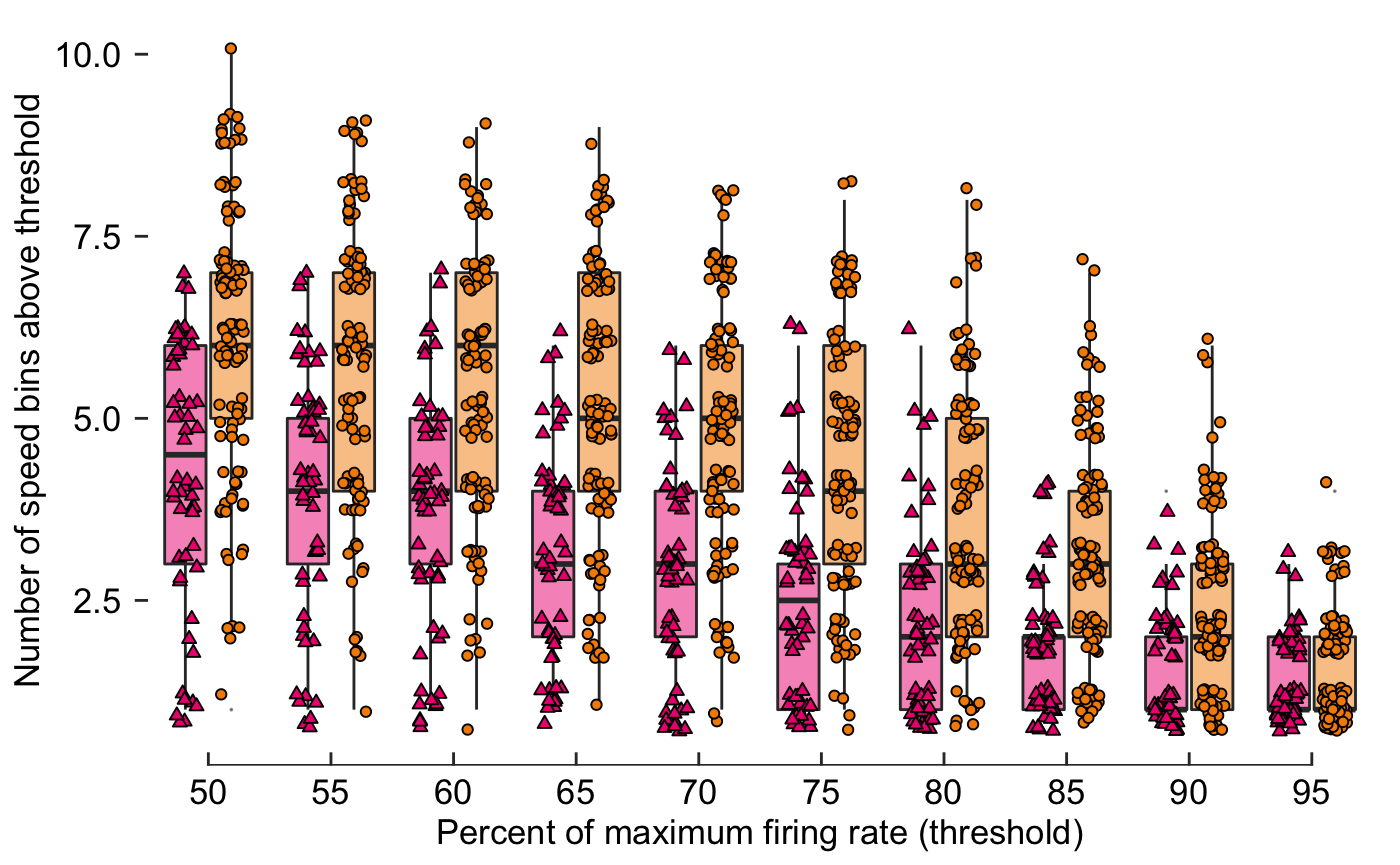 Number of speed bins above threshold
10.0
7.5
5.0
2.5
50 55 60 65 70 75 80 85 90 95
Percent of maximum firing rate (threshold)